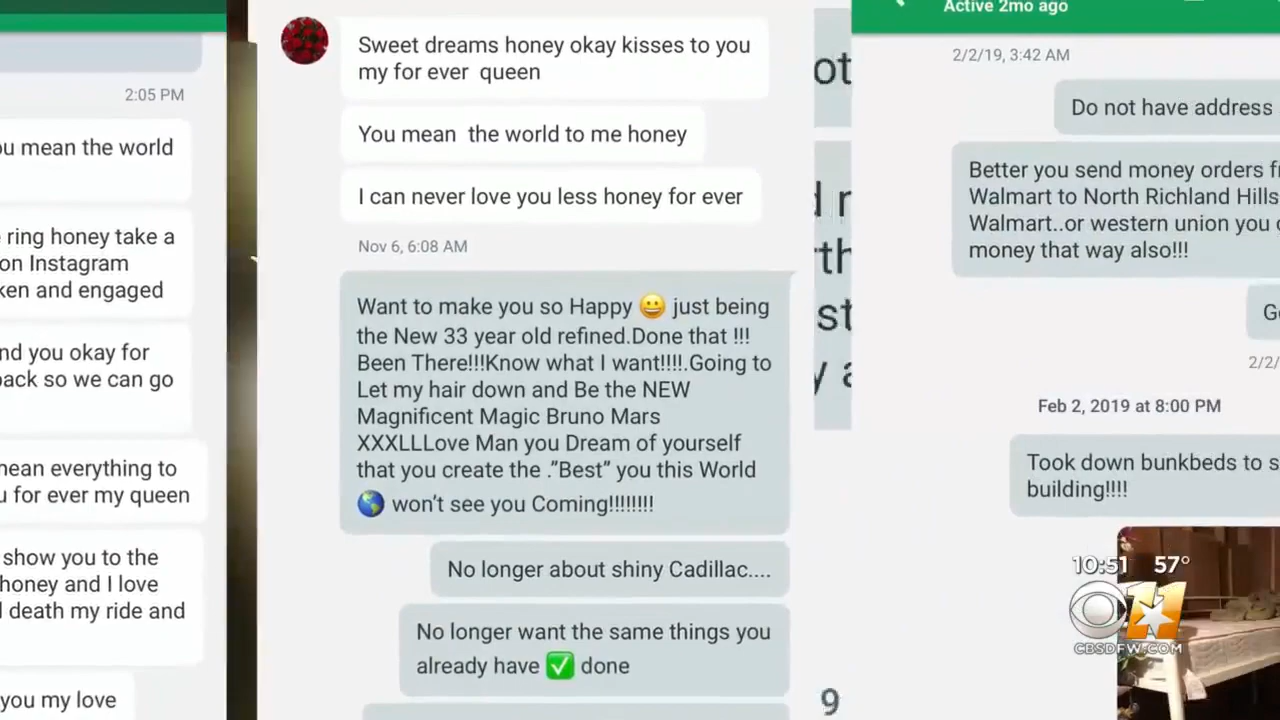 2:05 PM
ou mean the world
ring honey take a
on Instagram
ken and engaged
nd you okay for
back so we can go
mean everything to
u for ever my queen
show you to the
honey and I love
death my ride and
you my love
Sweet dreams honey okay kisses to you
my for ever queen
You mean the world to me honey
I can never love you less honey for ever
Nov 6, 6:08 AM
Want to make you so Happy 😀 just being
the New 33 year old refined.Done that !!!
Been There!!!Know what I want!!!!.Going to
Let my hair down and Be the NEW
Magnificent Magic Bruno Mars
XXXLLLove Man you Dream of yourself
that you create the ."Best" you this World
🌎 won't see you Coming!!!!!!!!
No longer about shiny Cadillac....
No longer want the same things you
already have ✅ done
ot
th
st
9
Active 2mo ago
2/2/19, 3:42 AM
Do not have address
Better you send money orders f
Walmart to North Richland Hills
Walmart..or western union you
money that way also!!!
G
2/2/
Feb 2, 2019 at 8:00 PM
Took down bunkbeds to s
building!!!!
10:51 57°
CBS 11
CBSDFW.COM